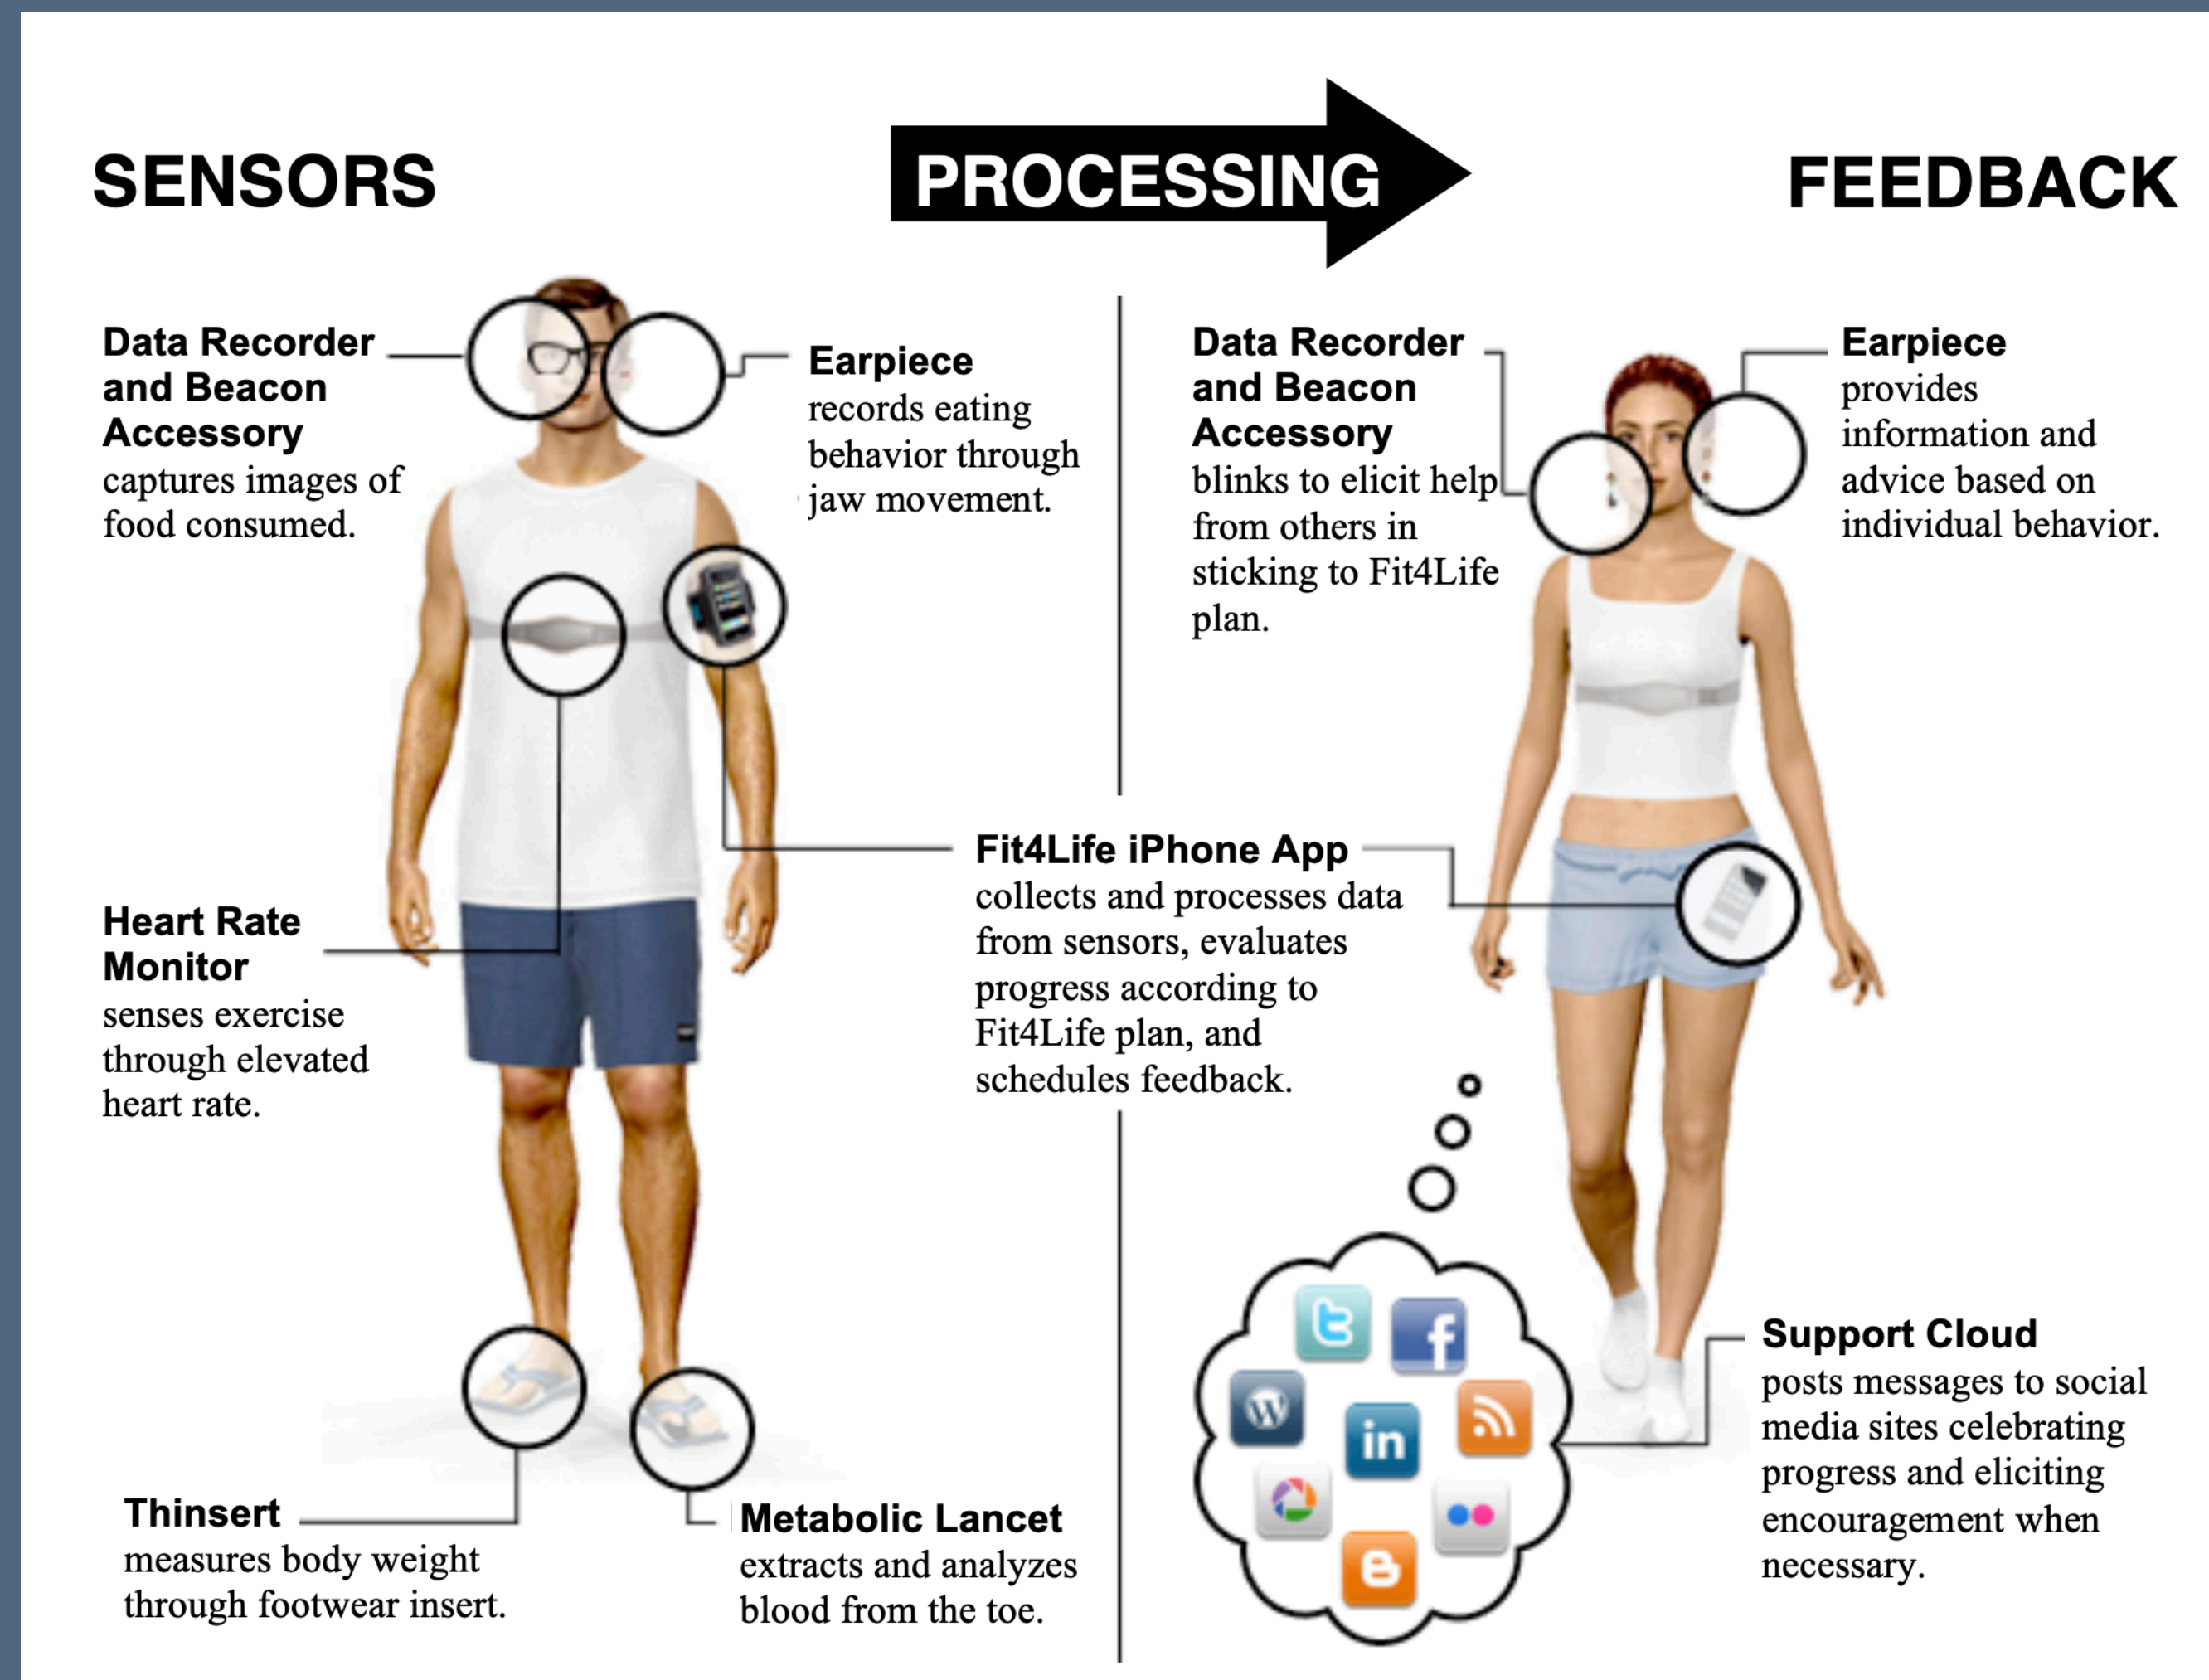 SENSORS
PROCESSING
FEEDBACK
Data Recorder
and Beacon
Accessory
captures images of
food consumed.
Earpiece
records eating
behavior through
jaw movement.
Data Recorder
and Beacon
Accessory
blinks to elicit help
from others in
sticking to Fit4Life
plan.
Earpiece
provides
information and
advice based on
individual behavior.
Heart Rate
Monitor
senses exercise
through elevated
heart rate.
Fit4Life iPhone App
collects and processes data
from sensors, evaluates
progress according to
Fit4Life plan, and
schedules feedback.
Thinsert
measures body weight
through footwear insert.
Metabolic Lancet
extracts and analyzes
blood from the toe.
t
f
W
in
B
Support Cloud
posts messages to social
media sites celebrating
progress and eliciting
encouragement when
necessary.